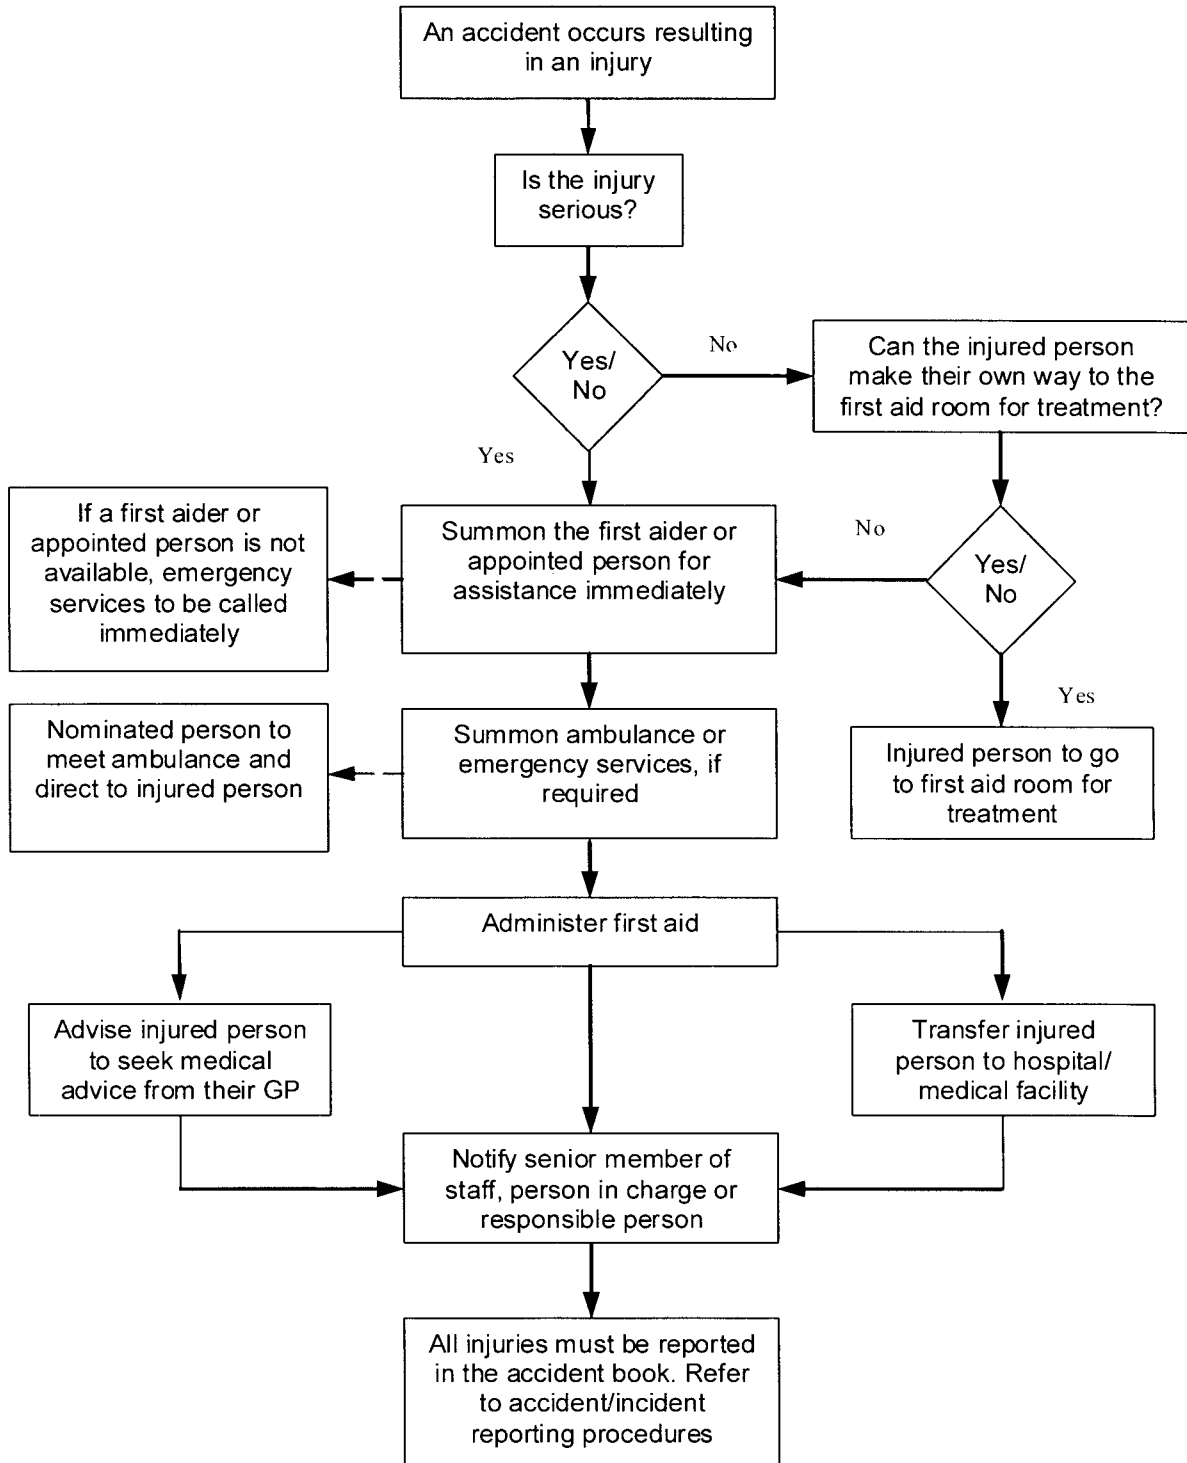 An accident occurs resulting
in an injury
Is the injury
serious?
Yes/
No
No
Can the injured person
make their own way to the
first aid room for treatment?
Yes
If a first aider or
appointed person is not
available, emergency
services to be called
immediately
Summon the first aider or
appointed person for
assistance immediately
No
Yes/
No
Yes
Nominated person to
meet ambulance and
direct to injured person
Summon ambulance or
emergency services, if
required
Injured person to go
to first aid room for
treatment
Administer first aid
Advise injured person
to seek medical
advice from their GP
Transfer injured
person to hospital/
medical facility
Notify senior member of
staff, person in charge or
responsible person
All injuries must be reported
in the accident book. Refer
to accident/incident
reporting procedures